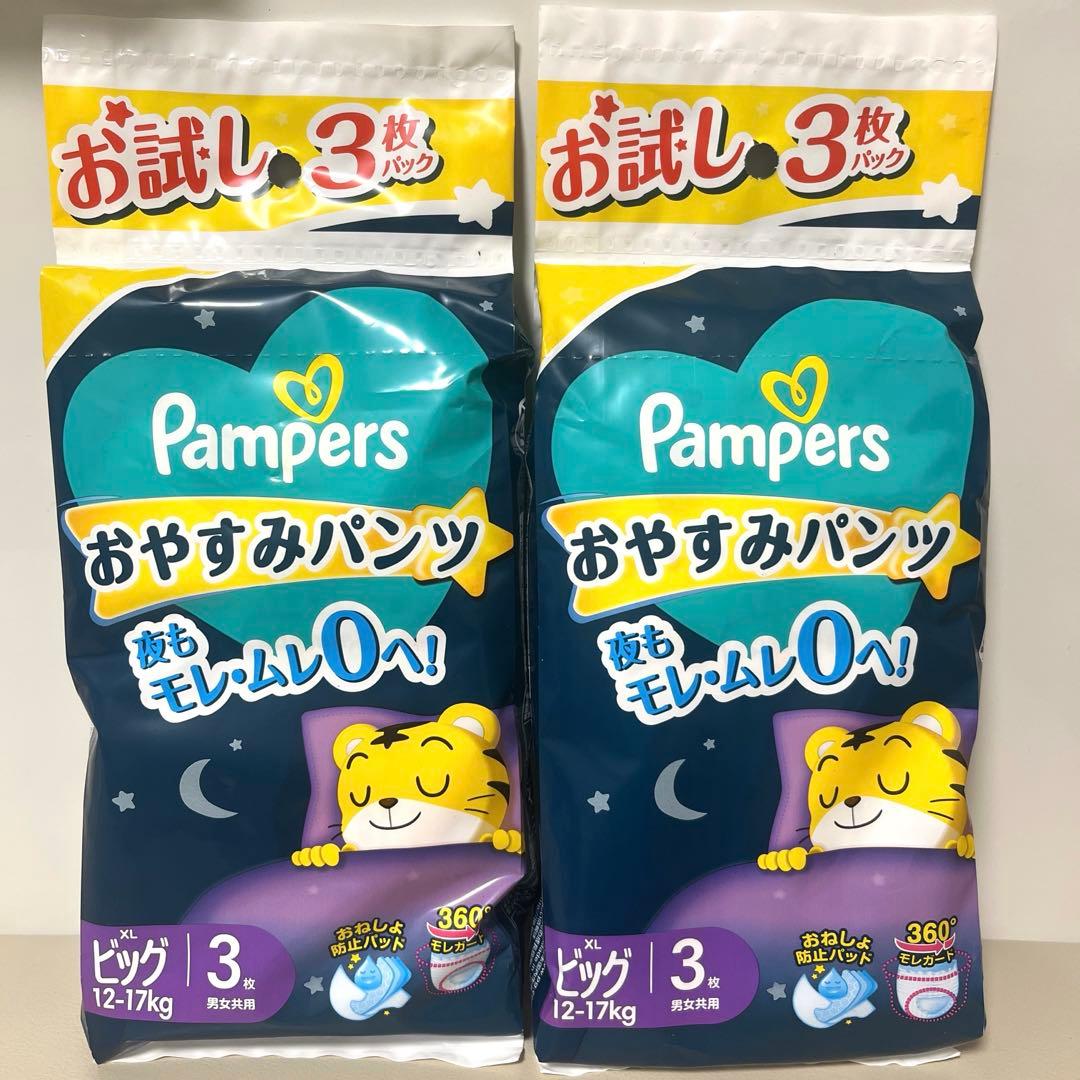 お試し 3枚パック
Pampers
おやすみパンツ
夜も
モレ・ムレ0へ!
おねしょ
防止パッド
360°
モレガード
XL
ビッグ
12-17kg
3枚
男女共用
お試し 3枚パック
Pampers
おやすみパンツ
夜も
モレ・ムレ0へ!
おねしょ
防止パッド
360°
モレガード
XL
ビッグ
12-17kg
3枚
男女共用